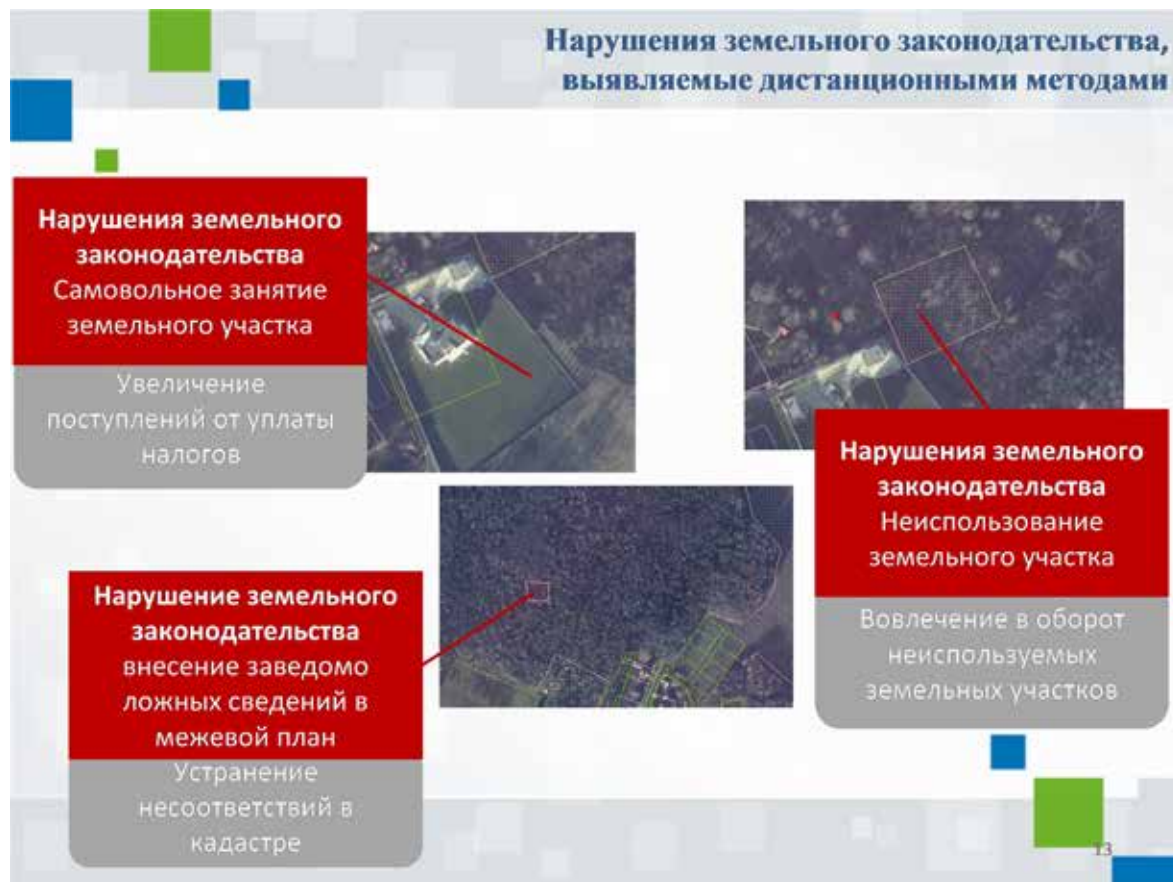 Нарушения земельного законодательства,
выявляемые дистанционными методами
Нарушения земельного
законодательства
Самовольное занятие
земельного участка
Увеличение
поступлений от уплаты
налогов
Нарушения земельного
законодательства
Неиспользование
земельного участка
Вовлечение в оборот
неиспользуемых
земельных участков
Нарушение земельного
законодательства
внесение заведомо
ложных сведений в
межевой план
Устранение
несоответствий в
кадастре
13